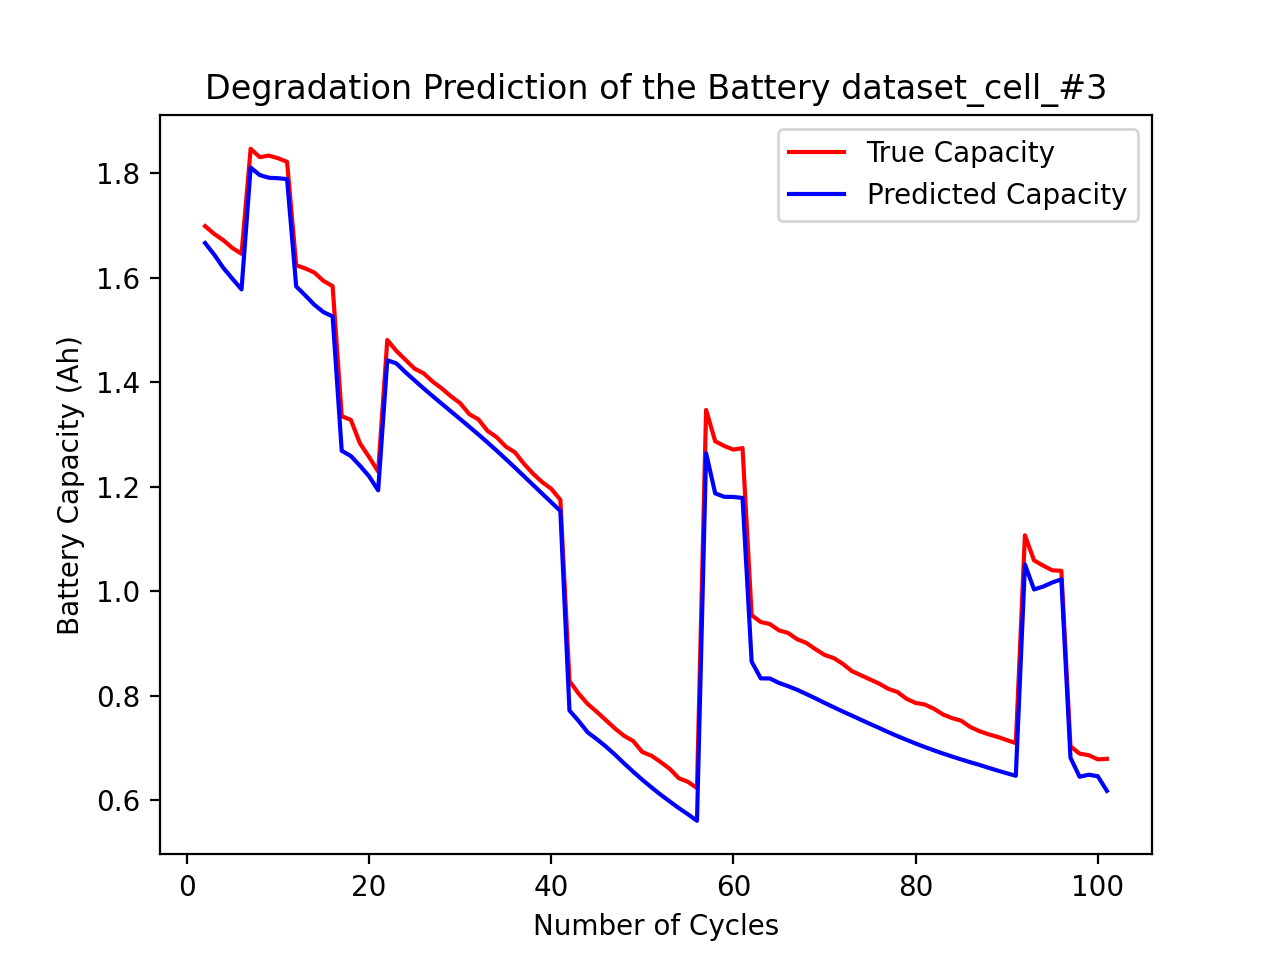 Degradation Prediction of the Battery dataset_cell_#3
True Capacity
Predicted Capacity
Battery Capacity (Ah)
1.8
1.6
1.4
1.2
1.0
0.8
0.6
0 20 40 60 80 100
Number of Cycles